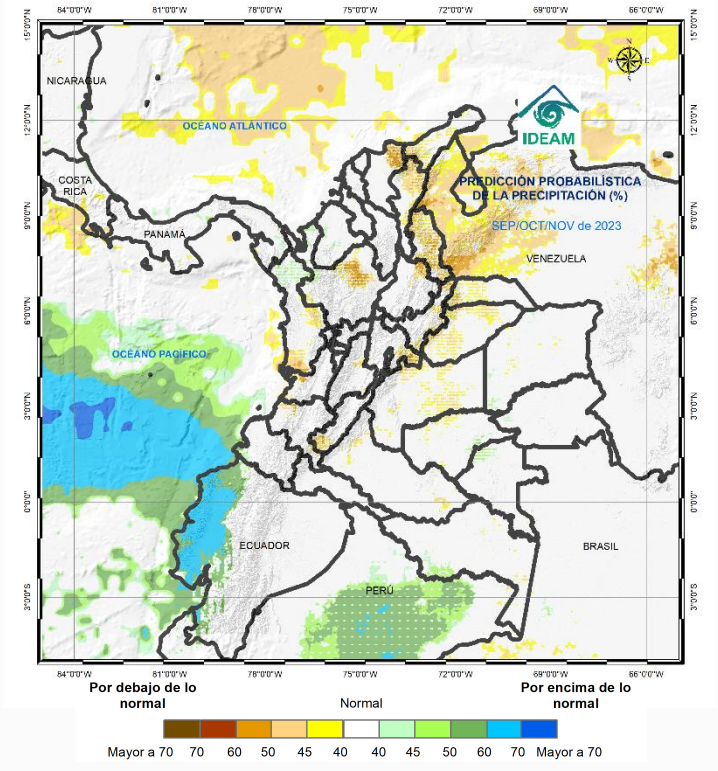 84°0'0"W 81°0'0"W 78°0'0"W 75°0'0"W 72°0'0"W 69°0'0"W 66°0'0"W
15°0'0"N 15°0'0"N
NICARAGUA
N
W E
S
12°0'0"N 12°0'0"N
OCÉANO ATLÁNTICO
IDEAM
COSTA
RICA
PREDICCIÓN PROBABILÍSTICA
DE LA PRECIPITACIÓN (%)
9°0'0"N 9°0'0"N
SEP/OCT/NOV de 2023
PANAMÁ
VENEZUELA
6°0'0"N 6°0'0"N
OCÉANO PACÍFICO
3°0'0"N 3°0'0"N
0°0'0" 0°0'0"
ECUADOR
BRASIL
PERÚ
3°0'0"S 3°0'0"S
84°0'0"W 81°0'0"W 78°0'0"W 75°0'0"W 72°0'0"W 69°0'0"W 66°0'0"W
Por debajo de lo
normal
Normal
Por encima de lo
normal
Mayor a 70 70 60 50 45 40 40 45 50 60 70 Mayor a 70